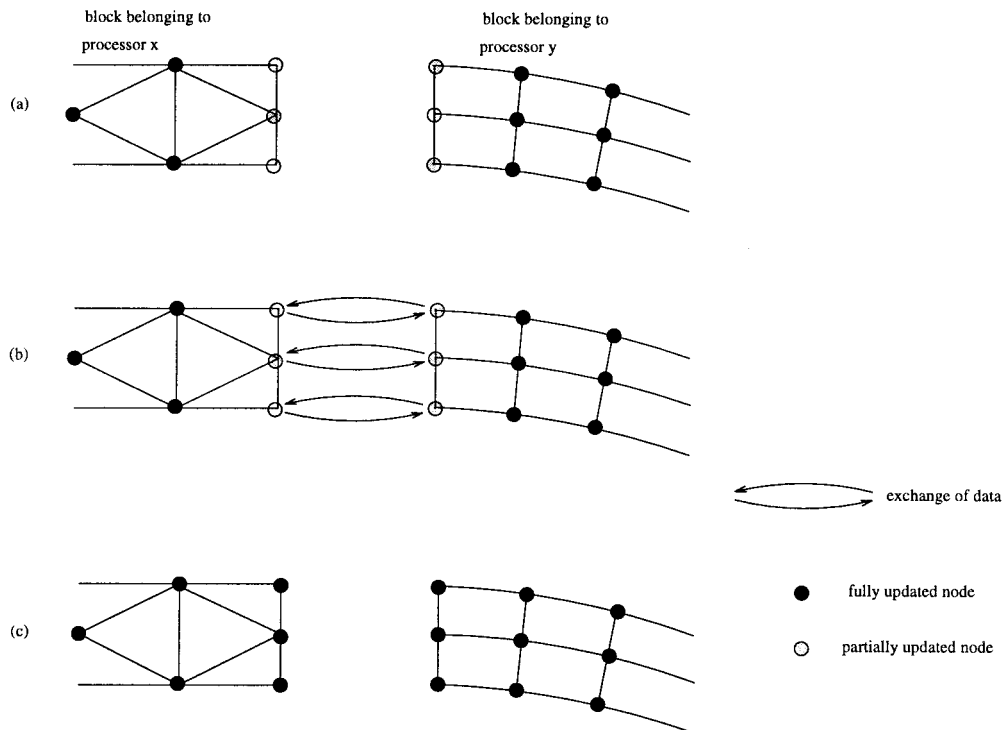 block belonging to
processor x
block belonging to
processor y
(a)
(b)
exchange of data
(c)
fully updated node
partially updated node